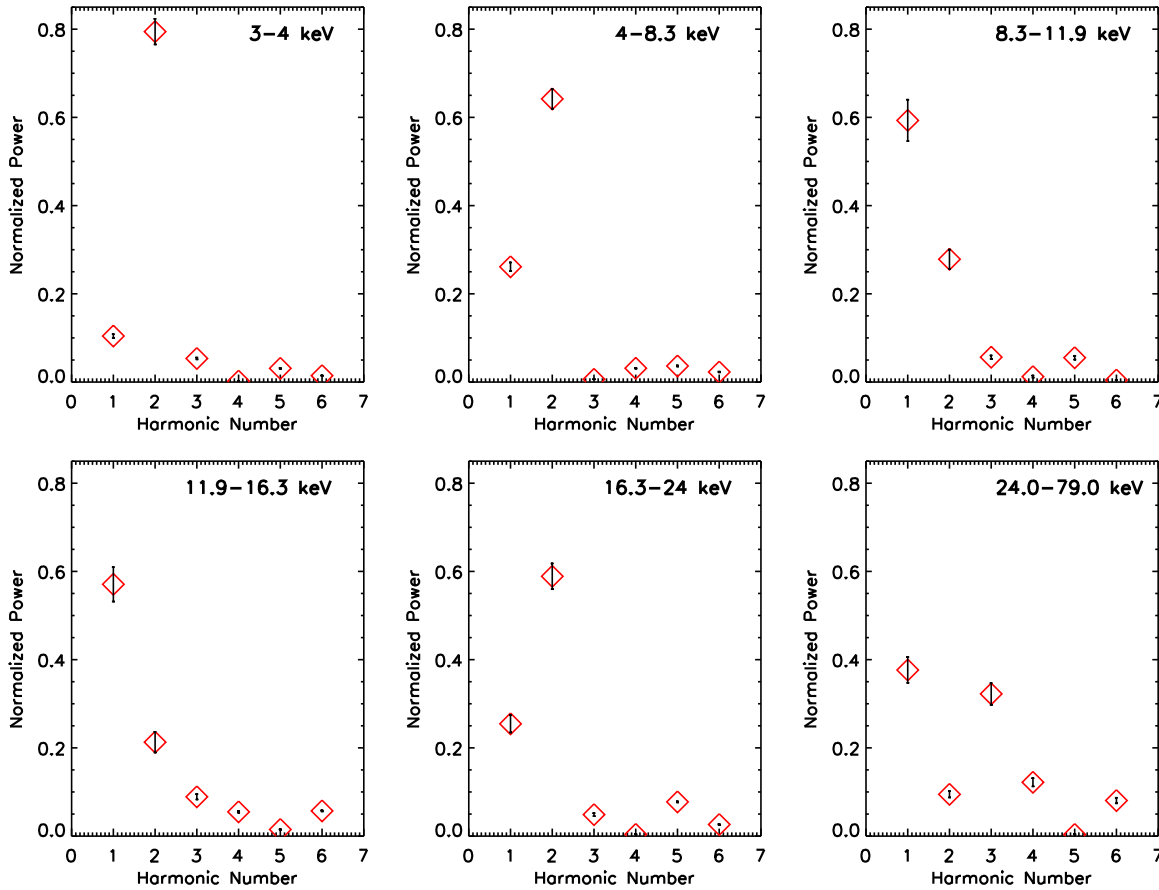 3-4 keV
Normalized Power
0.8
0.6
0.4
0.2
0.0
0 1 2 3 4 5 6 7
Harmonic Number
4-8.3 keV
Normalized Power
0.8
0.6
0.4
0.2
0.0
0 1 2 3 4 5 6 7
Harmonic Number
8.3-11.9 keV
Normalized Power
0.8
0.6
0.4
0.2
0.0
0 1 2 3 4 5 6 7
Harmonic Number
11.9-16.3 keV
Normalized Power
0.8
0.6
0.4
0.2
0.0
0 1 2 3 4 5 6 7
Harmonic Number
16.3-24 keV
Normalized Power
0.8
0.6
0.4
0.2
0.0
0 1 2 3 4 5 6 7
Harmonic Number
24.0-79.0 keV
Normalized Power
0.8
0.6
0.4
0.2
0.0
0 1 2 3 4 5 6 7
Harmonic Number